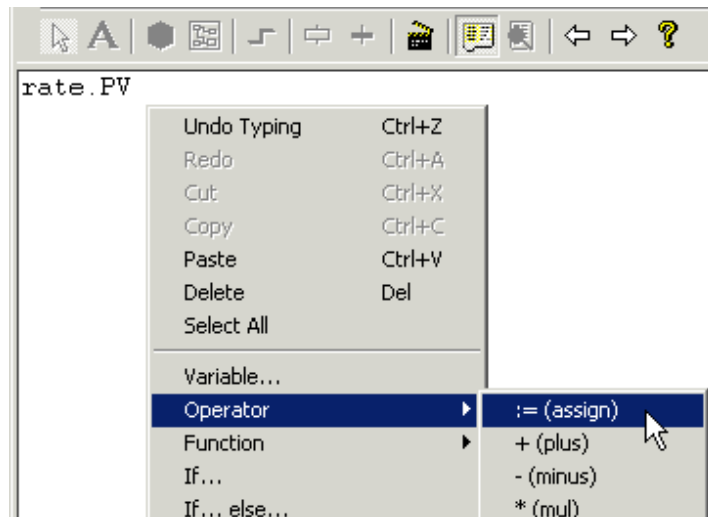 A
rate.PV
Undo Typing Ctrl+Z
Redo Ctrl+A
Cut Ctrl+X
Copy Ctrl+C
Paste Ctrl+V
Delete Del
Select All
Variable...
Operator
:= (assign)
Function
+ (plus)
If...
- (minus)
If... else...
* (mul)